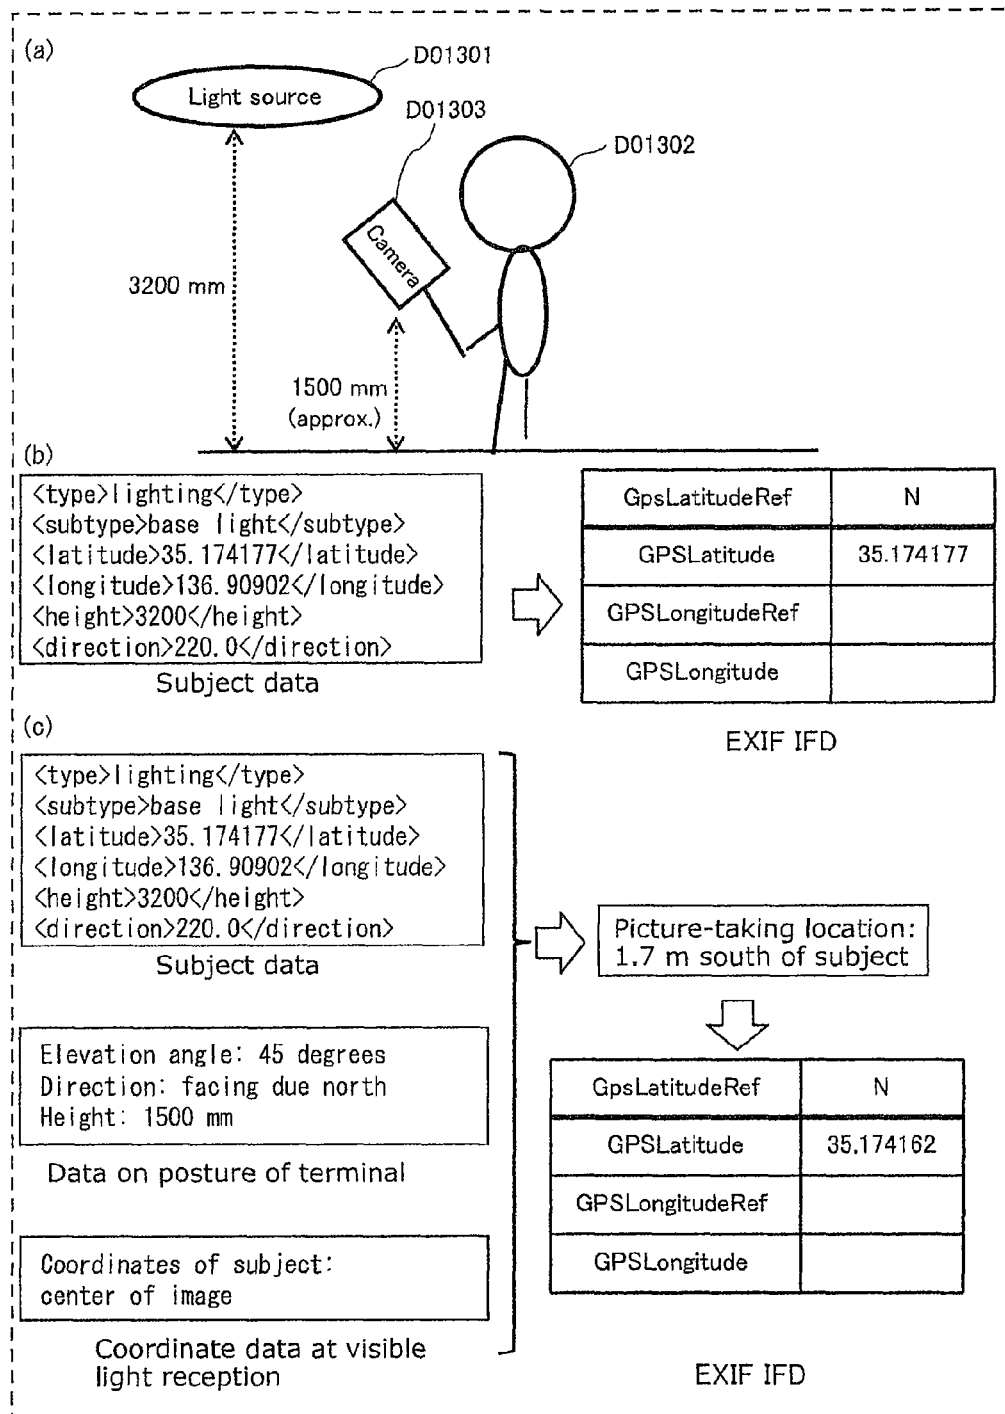 (a)
D01301
Light source
D01303
D01302
Camera
3200 mm
1500 mm
(approx.)
(b)
<type>lighting</type>
<subtype>base light</subtype>
<latitude>35.174177</latitude>
<longitude>136.90902</longitude>
<height>3200</height>
<direction>220.0</direction>
Subject data
GpsLatitudeRef N
GPSLatitude 35.174177
GPSLongitudeRef
GPSLongitude
EXIF IFD
(c)
<type>lighting</type>
<subtype>base light</subtype>
<latitude>35.174177</latitude>
<longitude>136.90902</longitude>
<height>3200</height>
<direction>220.0</direction>
Subject data
Elevation angle: 45 degrees
Direction: facing due north
Height: 1500 mm
Data on posture of terminal
Coordinates of subject:
center of image
Coordinate data at visible
light reception
Picture-taking location:
1.7 m south of subject
GpsLatitudeRef N
GPSLatitude 35.174162
GPSLongitudeRef
GPSLongitude
EXIF IFD